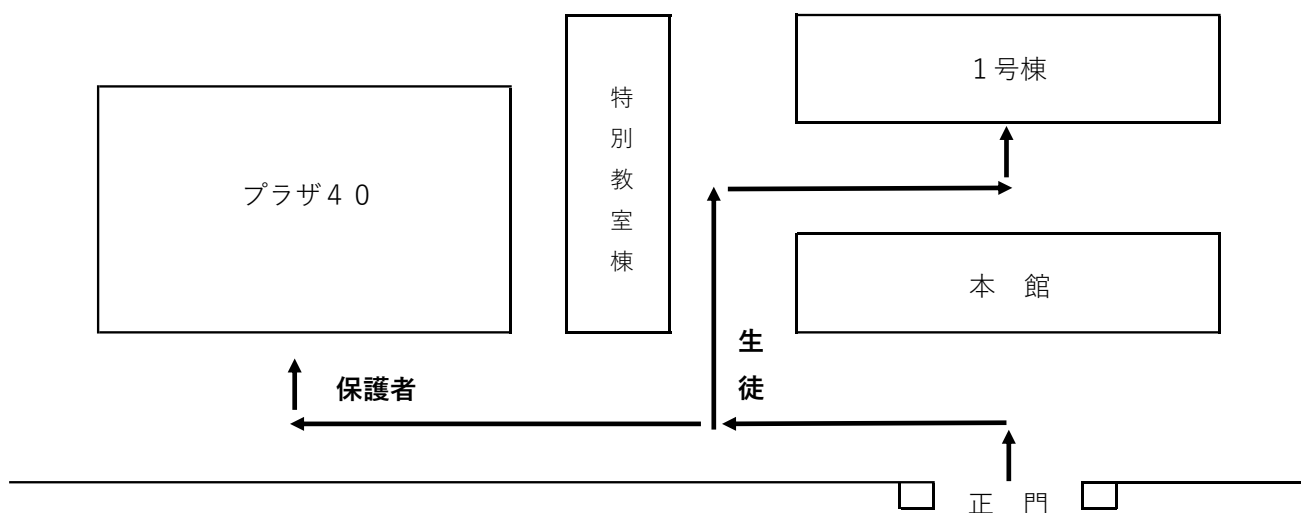 １号棟
特別教室棟
プラザ４０
本　館
生徒
保護者
正　門